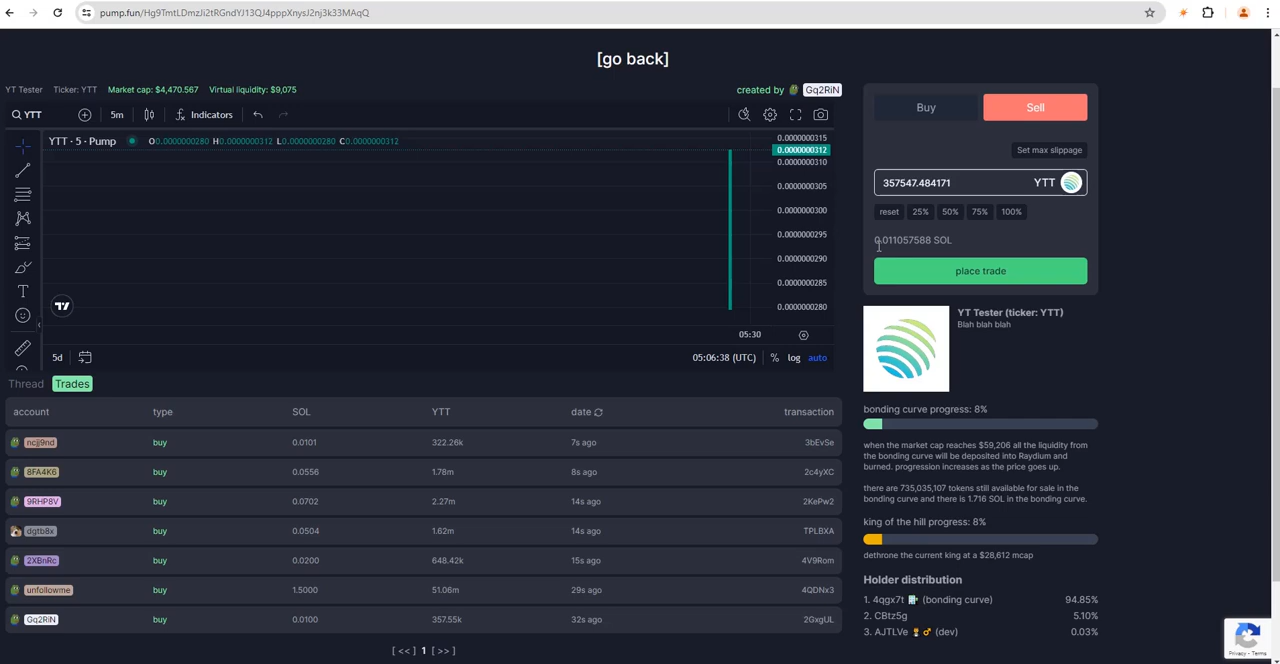 pump.fun/Hg9TmtLDmzJi2tRGndYJ13QJ4pppXnysJ2nj3k33MAqQ
[go back]
YT Tester Ticker: YTT Market cap: $4,470.567 Virtual liquidity: $9,075 created by Gq2RiN
YTT 5m Indicators
YTT · 5 · Pump O0.0000000280 H0.0000000312 L0.0000000280 C0.0000000312
0.0000000315
0.0000000312
0.0000000310
0.0000000305
0.0000000300
0.0000000295
0.0000000290
0.0000000285
0.0000000280
05:30
5d 05:06:38 (UTC) % log auto
Thread Trades
account type SOL YTT date transaction
ncjj9nd buy 0.0101 322.26k 7s ago 3bEvSe
8FA4K6 buy 0.0556 1.78m 8s ago 2c4yXC
9RHP8V buy 0.0702 2.27m 14s ago 2KePw2
dgtb8x buy 0.0504 1.62m 14s ago TPLBXA
2XBnRc buy 0.0200 648.42k 15s ago 4V9Rom
unfollowme buy 1.5000 51.06m 29s ago 4QDNx3
Gq2RiN buy 0.0100 357.55k 32s ago 2GxgUL
[ << ] 1 [ >> ]
Buy Sell
Set max slippage
357547.484171 YTT
reset 25% 50% 75% 100%
0.011057588 SOL
place trade
YT Tester (ticker: YTT)
Blah blah blah
bonding curve progress: 8%
when the market cap reaches $59,206 all the liquidity from
the bonding curve will be deposited into Raydium and
burned. progression increases as the price goes up.
there are 735,035,107 tokens still available for sale in the
bonding curve and there is 1.716 SOL in the bonding curve.
king of the hill progress: 8%
dethrone the current king at a $28,612 mcap
Holder distribution
1. 4qgx7t (bonding curve) 94.85%
2. CBtz5g 5.10%
3. AJTLVe (dev) 0.03%
Privacy - Terms